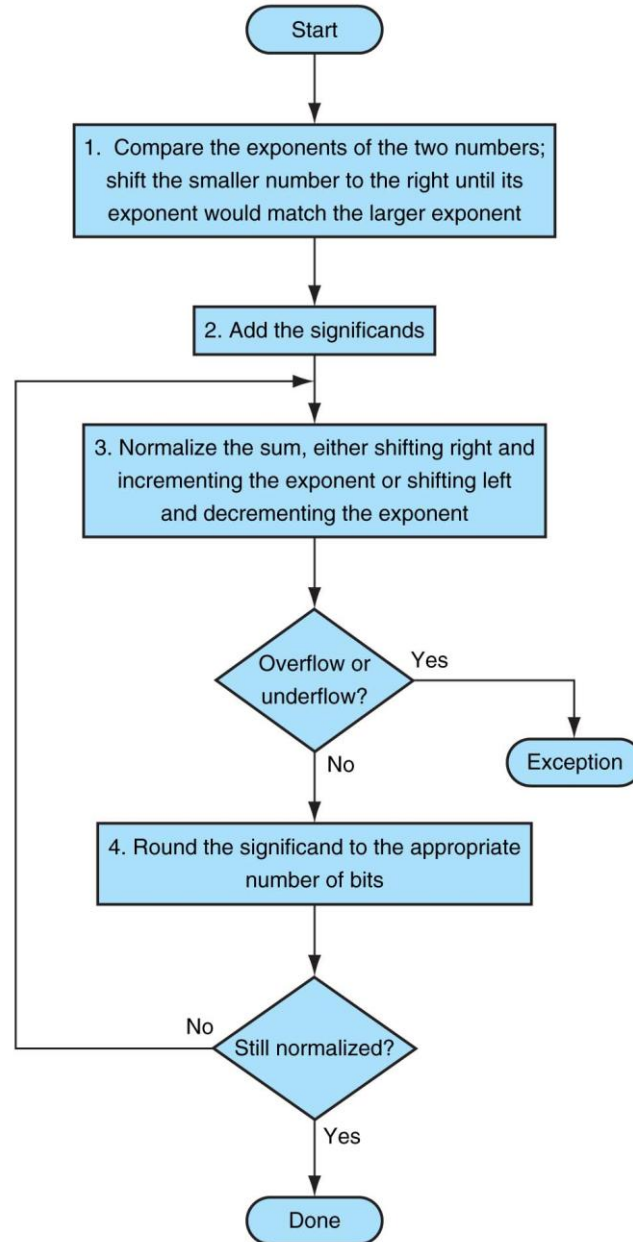 Start
1. Compare the exponents of the two numbers;
shift the smaller number to the right until its
exponent would match the larger exponent
2. Add the significands
3. Normalize the sum, either shifting right and
incrementing the exponent or shifting left
and decrementing the exponent
Overflow or
underflow?
Yes
No
Exception
4. Round the significand to the appropriate
number of bits
No
Still normalized?
Yes
Done